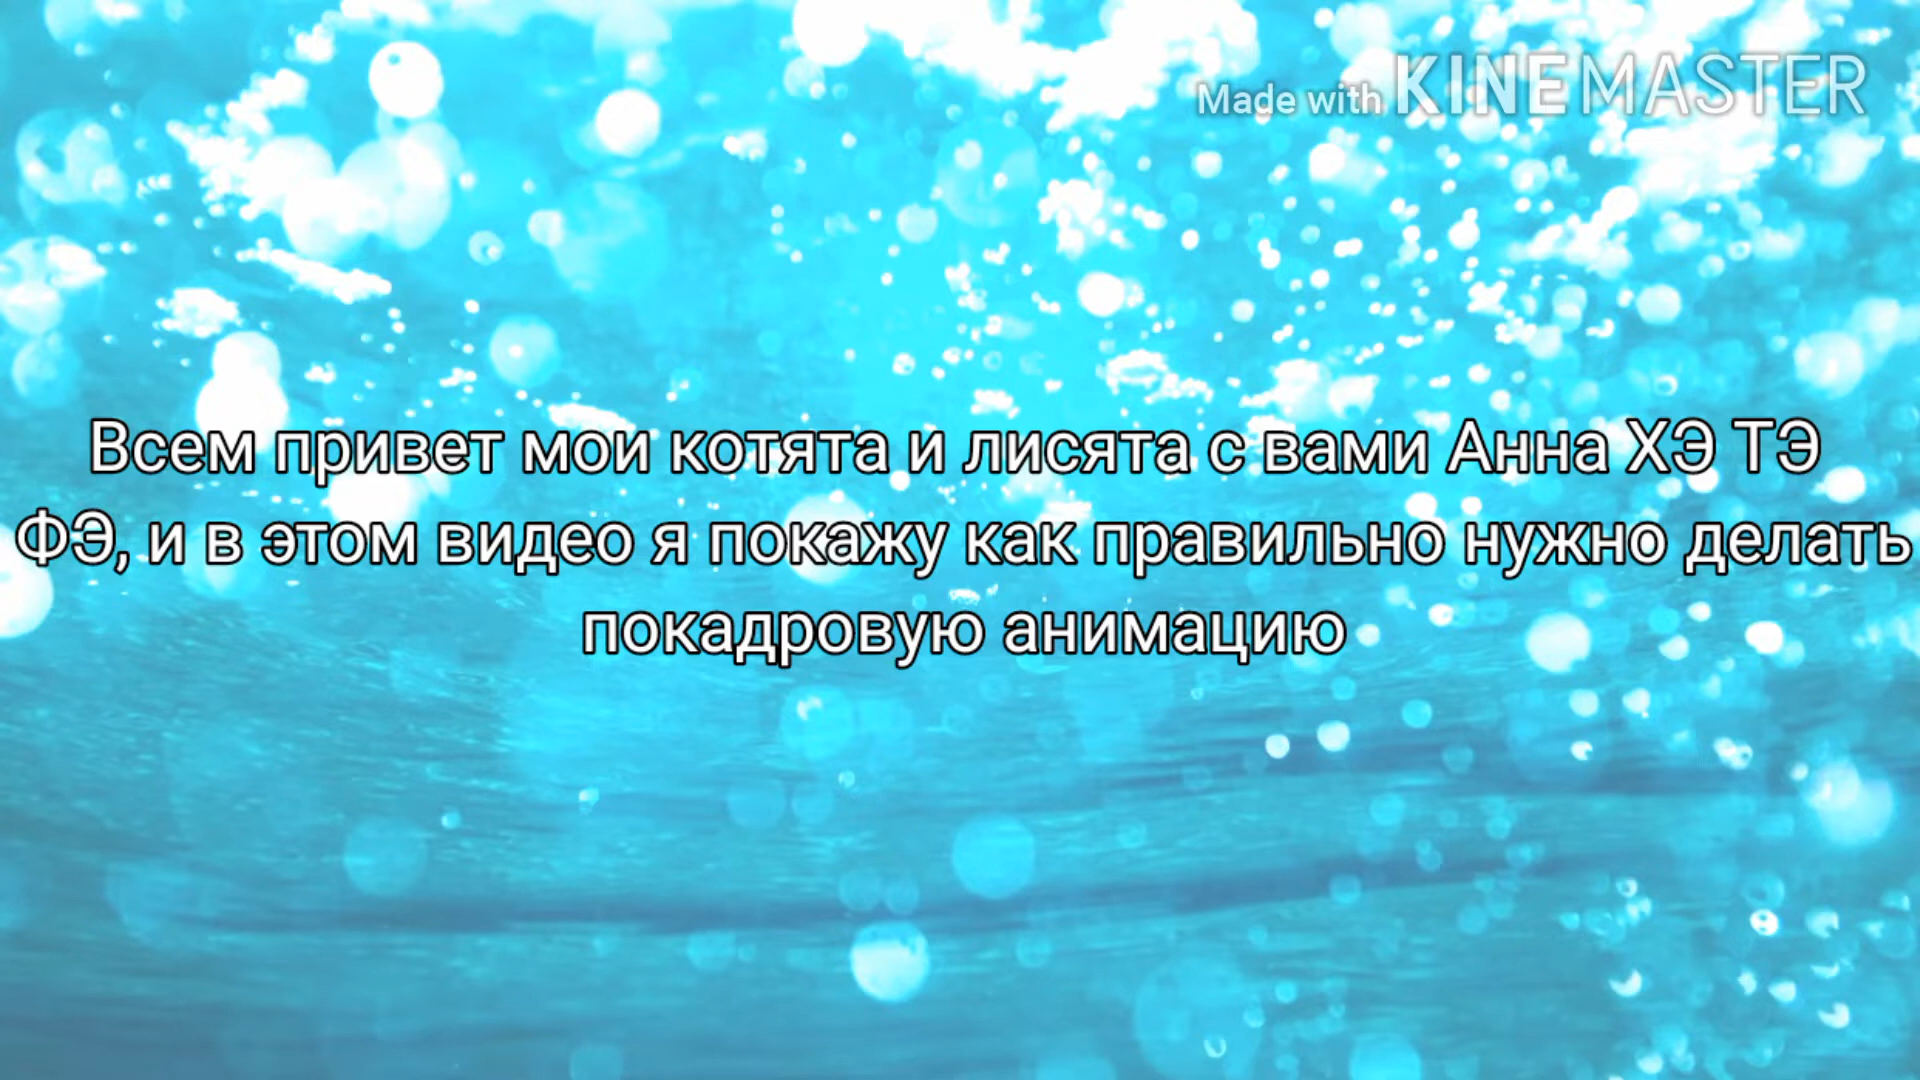 Made with KINEMASTER
Всем привет мои котята и лисята с вами Анна ХЭ ТЭ
ФЭ, и в этом видео я покажу как правильно нужно делать
покадровую анимацию